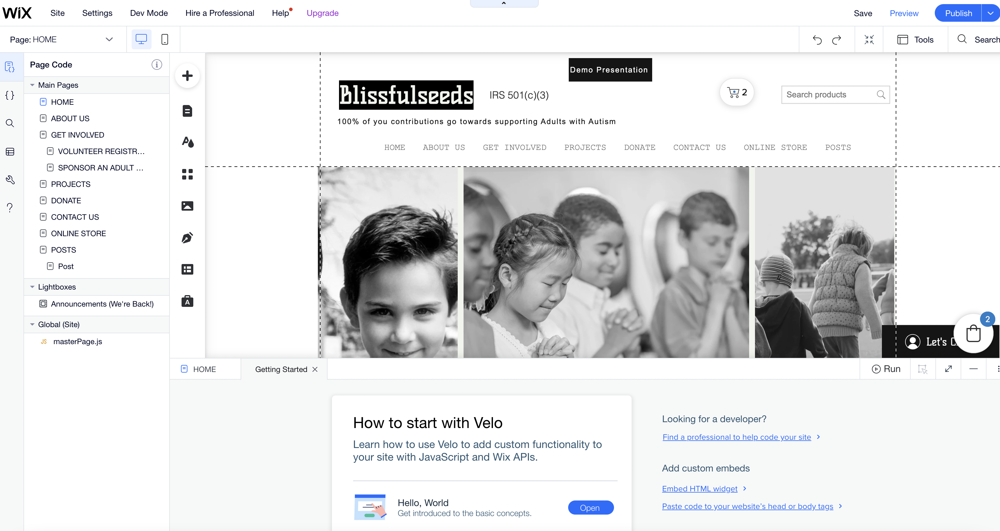 WiX Site Settings Dev Mode Hire a Professional Help Upgrade Save Preview Publish
Page: HOME Tools Search
Page Code
Main Pages
HOME
ABOUT US
GET INVOLVED
VOLUNTEER REGISTR...
SPONSOR AN ADULT ...
PROJECTS
DONATE
CONTACT US
ONLINE STORE
POSTS
Post
Lightboxes
Announcements (We're Back!)
Global (Site)
JS masterPage.js
Demo Presentation
Blissfulseeds IRS 501(c)(3) 2 Search products
100% of you contributions go towards supporting Adults with Autism
HOME ABOUT US GET INVOLVED PROJECTS DONATE CONTACT US ONLINE STORE POSTS
2
Let's
HOME Getting Started Run
How to start with Velo
Learn how to use Velo to add custom functionality to
your site with JavaScript and Wix APIs.
Hello, World
Get introduced to the basic concepts.
Open
Looking for a developer?
Find a professional to help code your site
Add custom embeds
Embed HTML widget
Paste code to your website's head or body tags